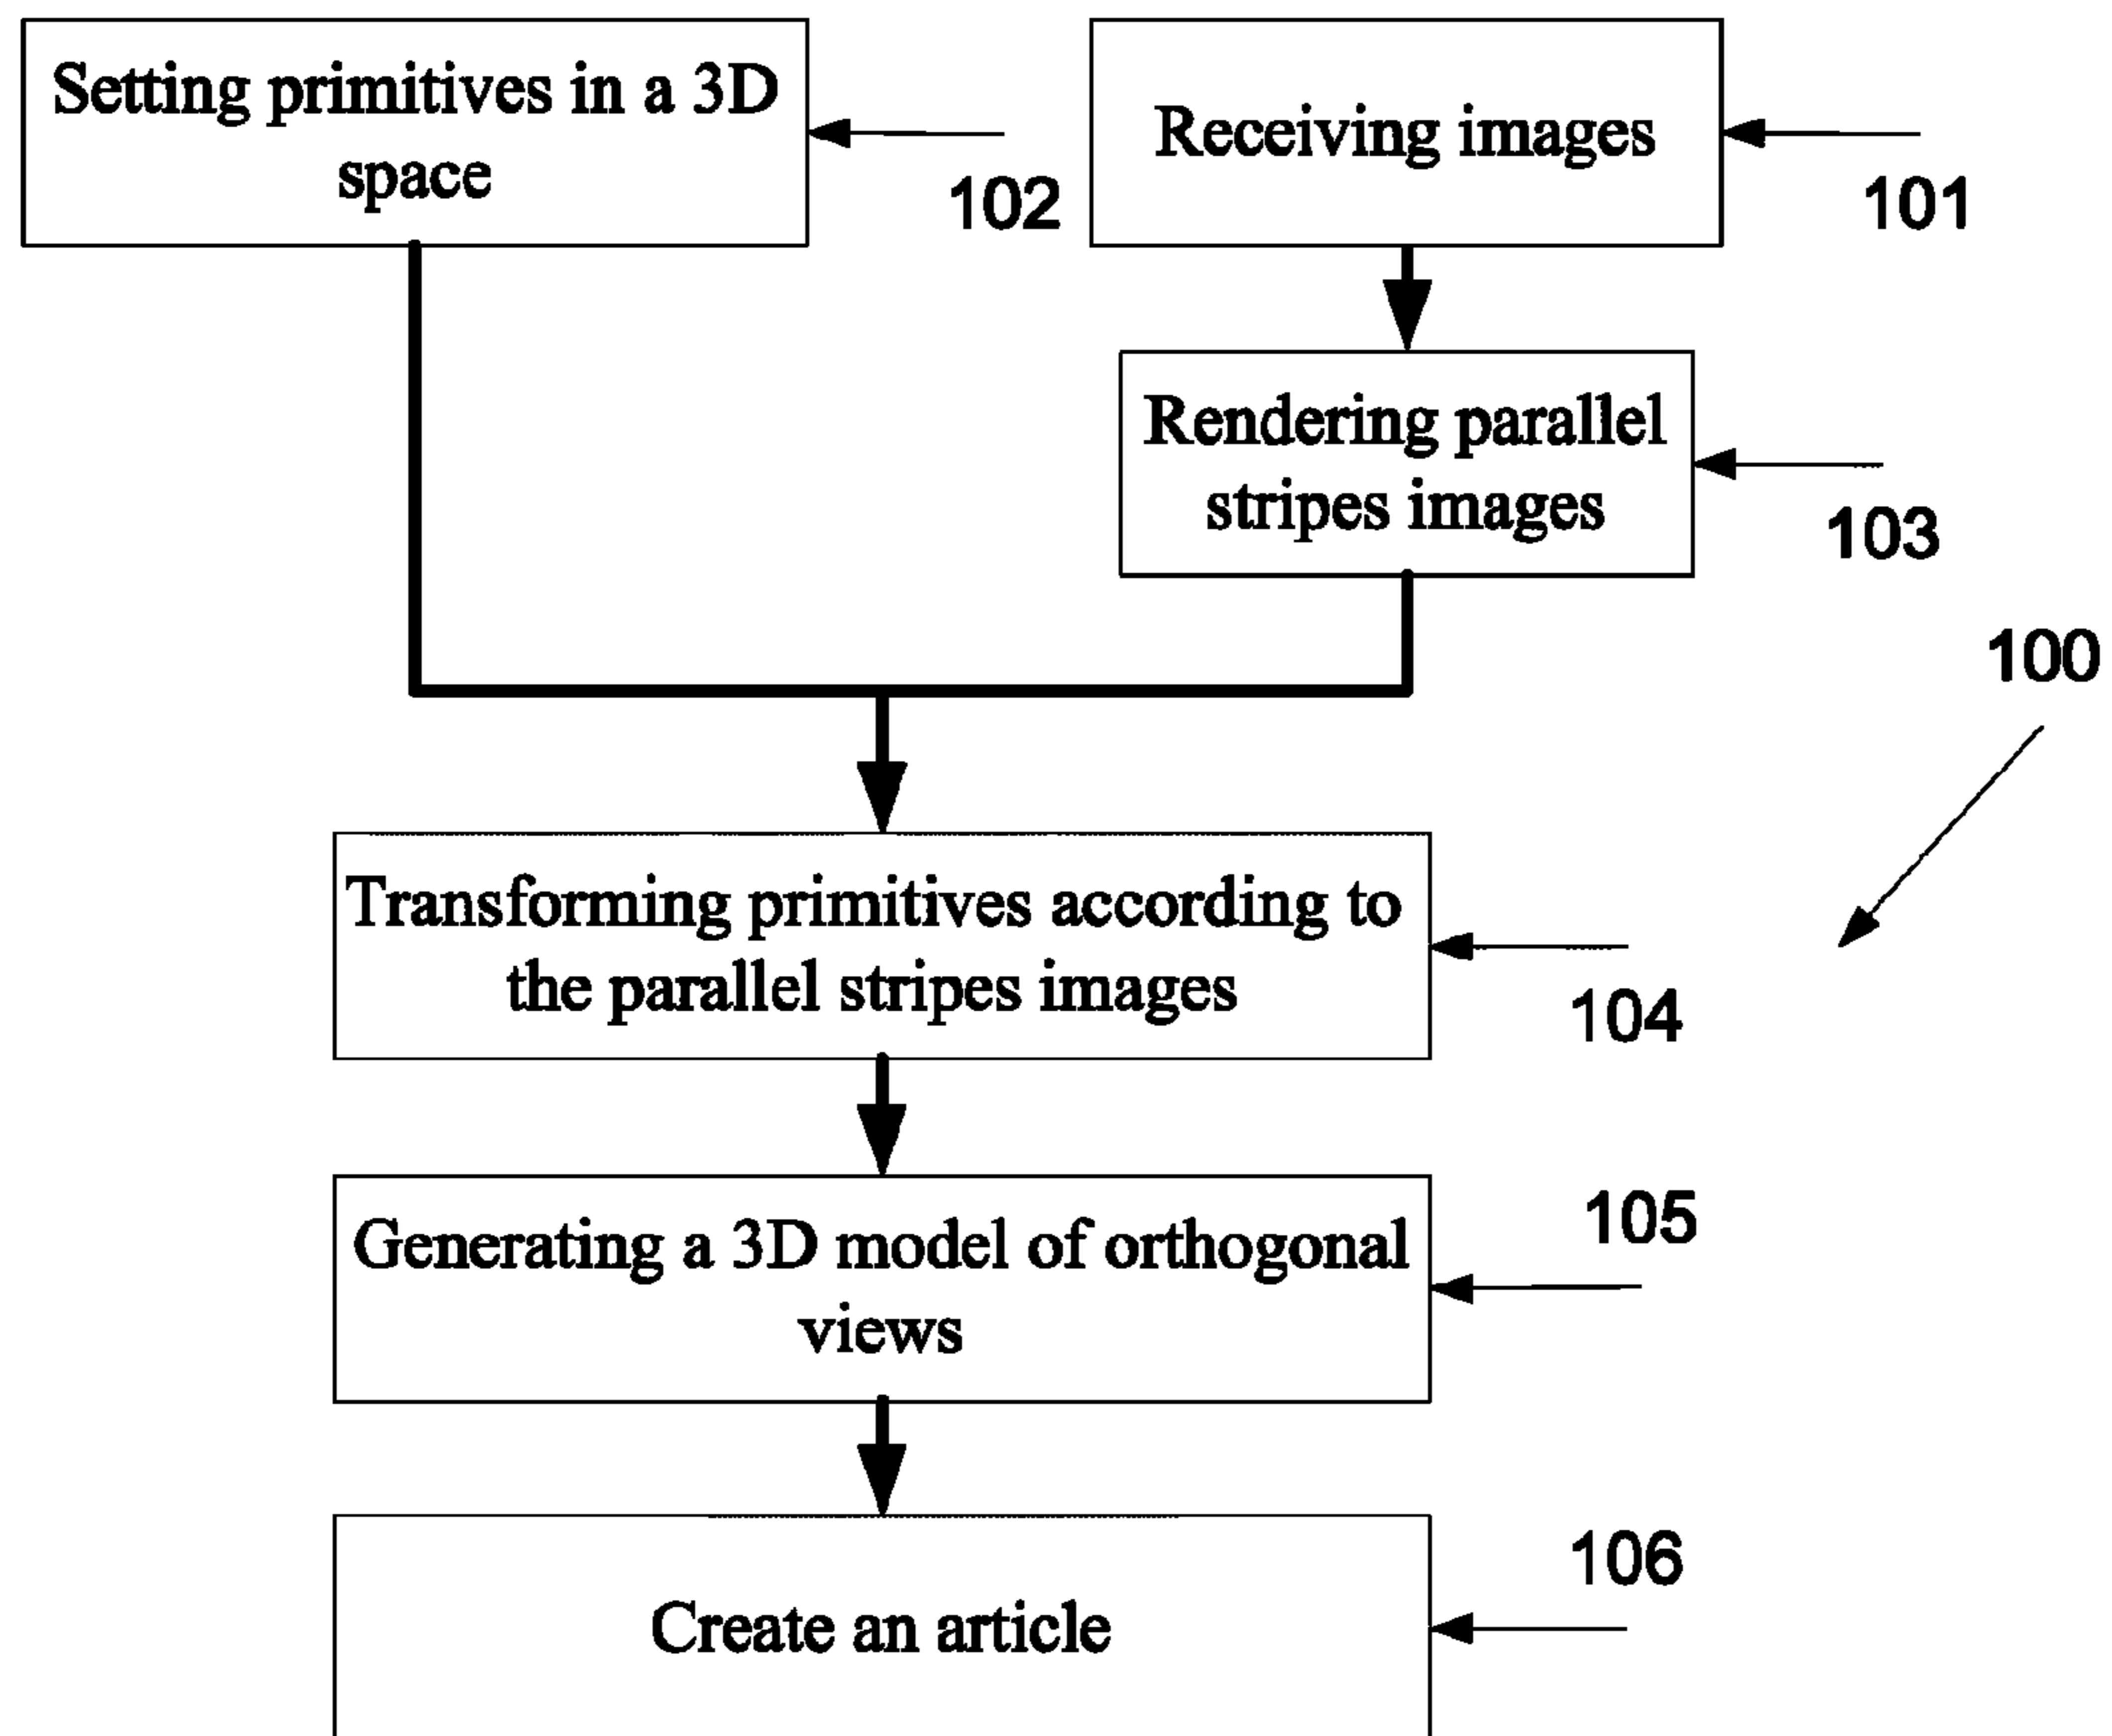 Setting primitives in a 3D
space
102
Receiving images
101
Rendering parallel
stripes images
103
100
Transforming primitives according to
the parallel stripes images
104
Generating a 3D model of orthogonal
views
105
Create an article
106